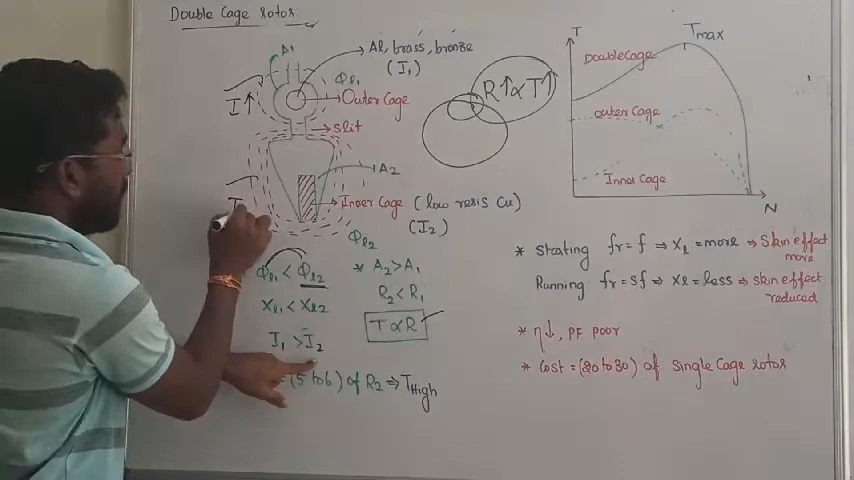 Double Cage rotor
A1
Al, brass, bronze
(I1)
Φl1
I↑
Outer Cage
slit
A2
I
Inner Cage (low resis Cu)
(I2)
Φl2
Φl1 < Φl2
Xl1 < Xl2
I1 > I2
= (5 to 6) of R2 ⇒ THigh
* A2 > A1
R2 < R1
T ∝ R
R↑ ∝ T↑
T
Tmax
Double Cage
outer Cage
Inner Cage
N
* Starting fr = f ⇒ Xl = more ⇒ Skin effect
more
Running fr = sf ⇒ Xl = less ⇒ skin effect
reduced
* η↓, PF poor
* Cost = (20 to 30) of Single Cage rotor